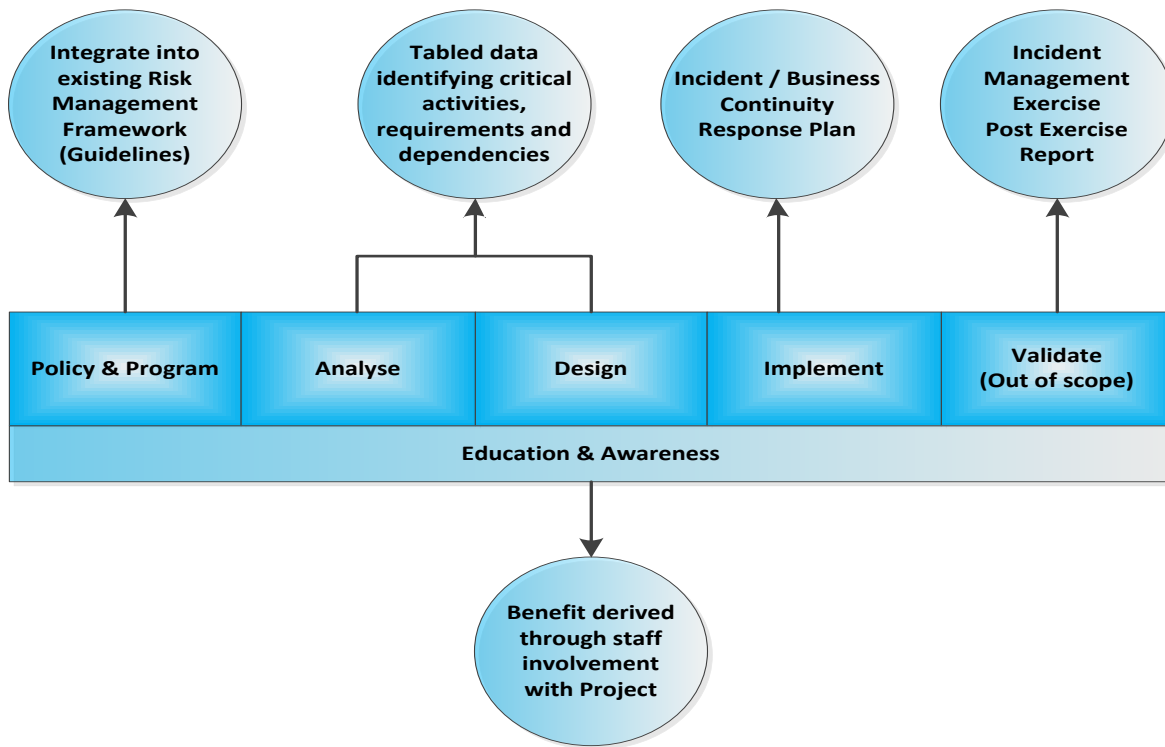 Integrate into
existing Risk
Management
Framework
(Guidelines)
Tabled data
identifying critical
activities,
requirements and
dependencies
Incident / Business
Continuity
Response Plan
Incident
Management
Exercise
Post Exercise
Report
Policy & Program
Analyse
Design
Implement
Validate
(Out of scope)
Education & Awareness
Benefit derived
through staff
involvement
with Project